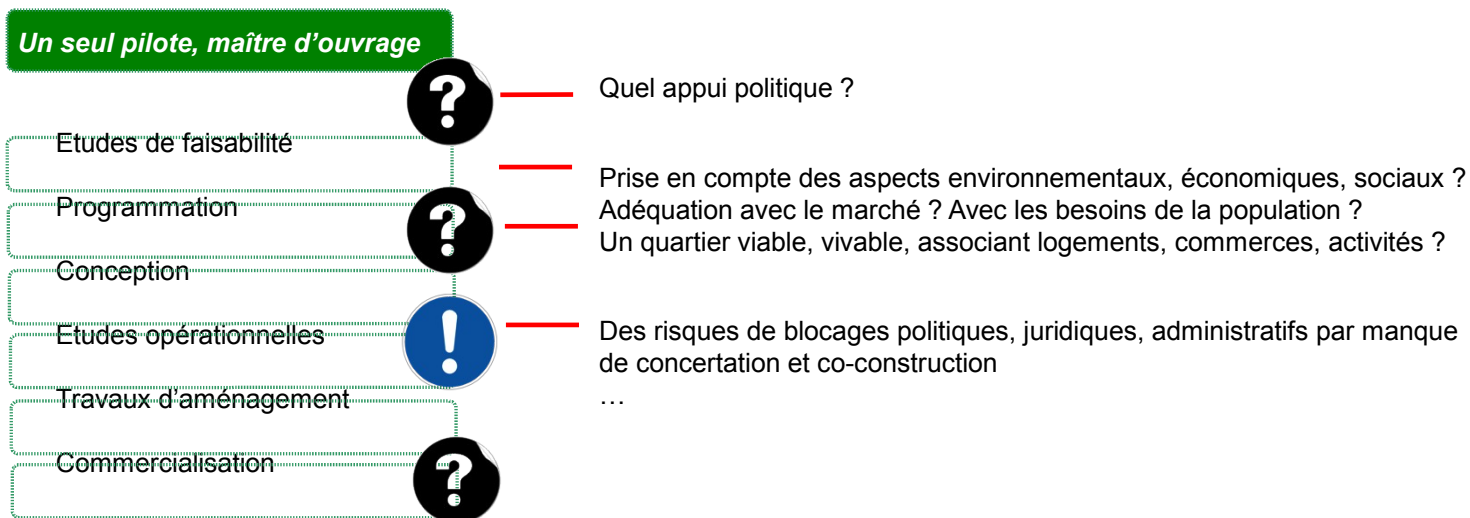 Un seul pilote, maître d’ouvrage
?
Quel appui politique ?
Etudes de faisabilité
Prise en compte des aspects environnementaux, économiques, sociaux ?
Programmation
?
Adéquation avec le marché ? Avec les besoins de la population ?
Un quartier viable, vivable, associant logements, commerces, activités ?
Conception
Etudes opérationnelles
!
Des risques de blocages politiques, juridiques, administratifs par manque
de concertation et co-construction
Travaux d’aménagement
…
Commercialisation
?